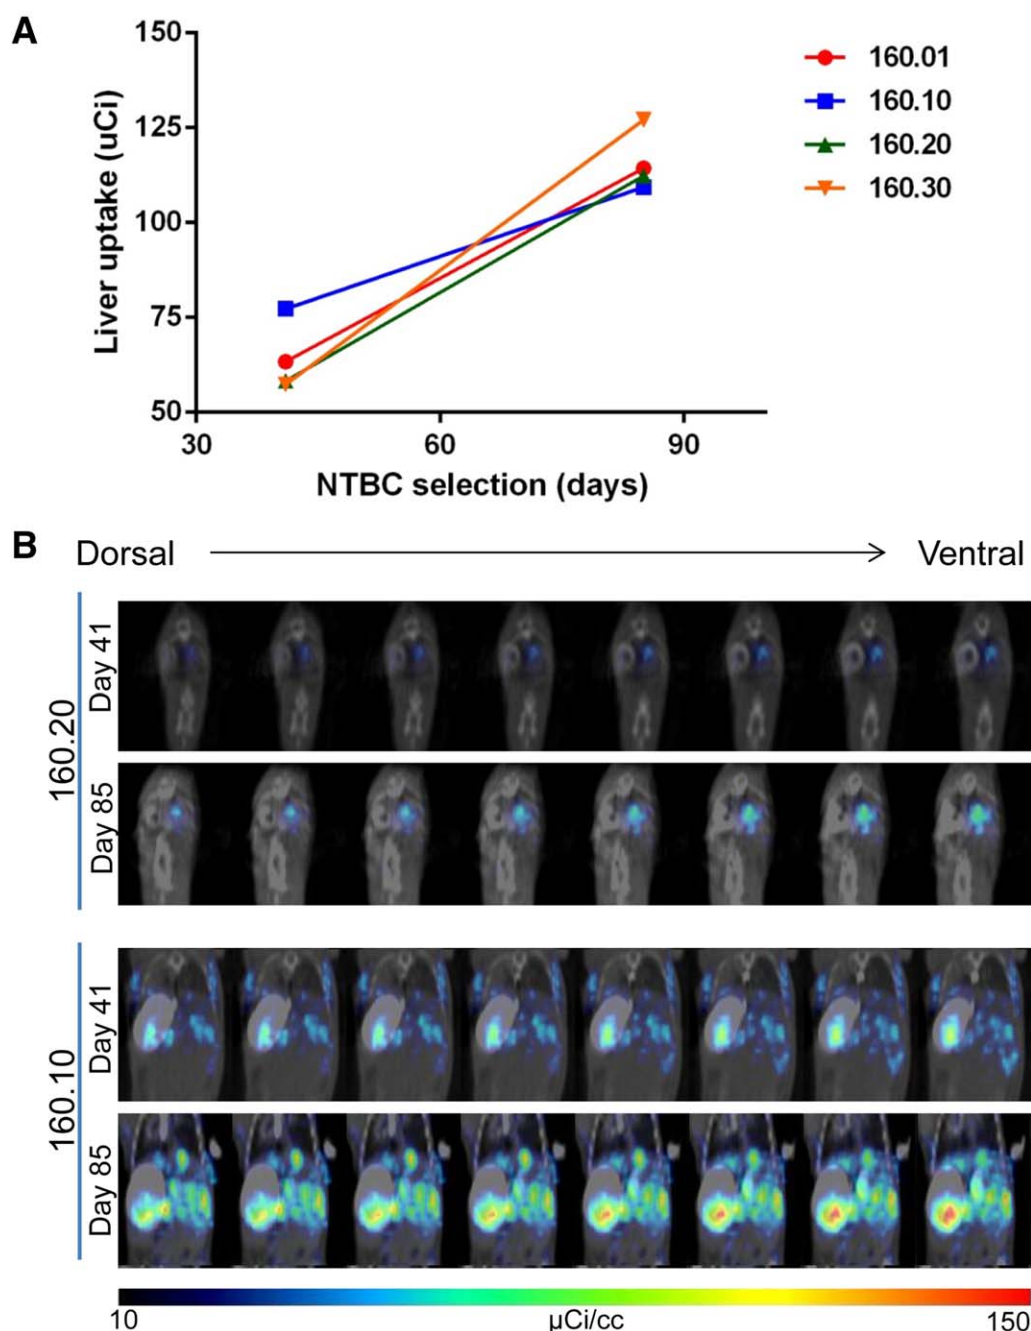 A
Liver uptake (uCi)
150
125
100
75
50
30 60 90
NTBC selection (days)
160.01
160.10
160.20
160.30
B
Dorsal Ventral
160.20
Day 41
Day 85
160.10
Day 41
Day 85
10 µCi/cc 150